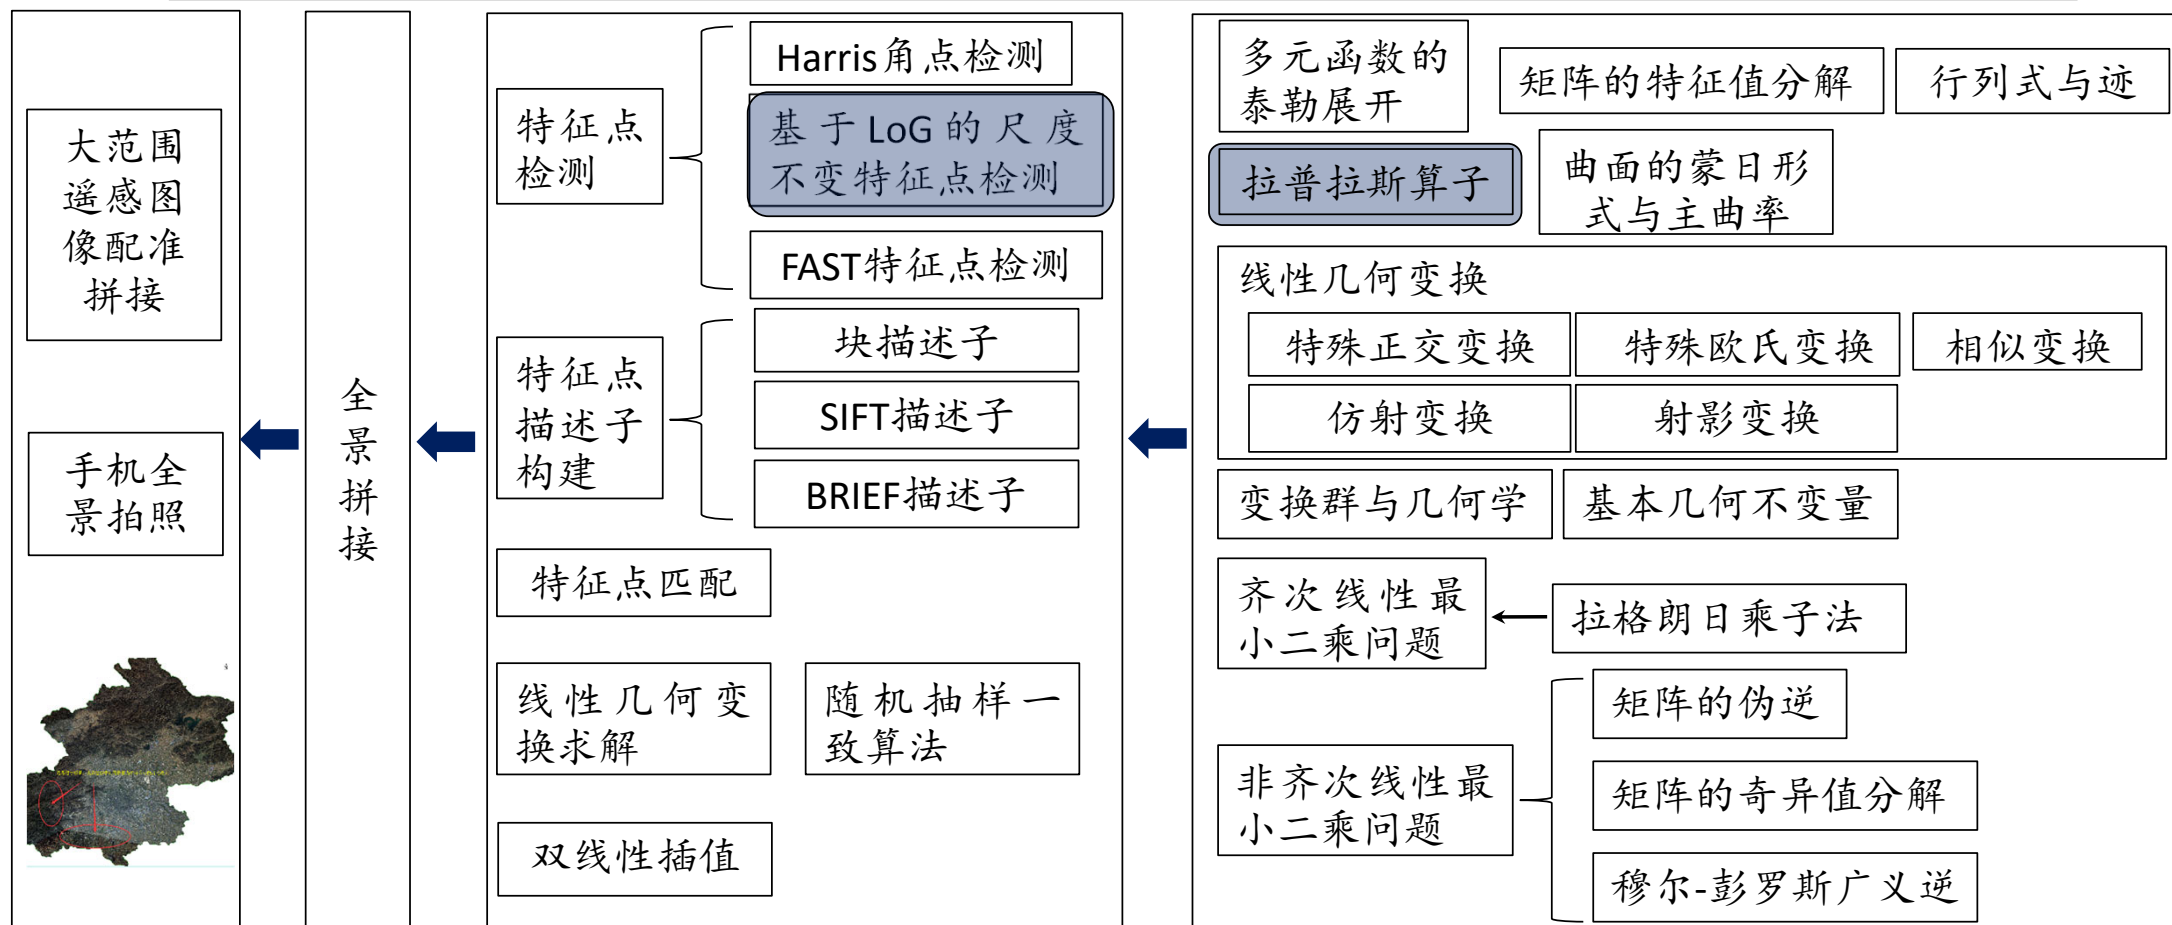 大范围
遥感图
像配准
拼接
手机全
景拍照
全
景
拼
接
特征点
检测
Harris角点检测
基于LoG的尺度
不变特征点检测
FAST特征点检测
特征点
描述子
构建
块描述子
SIFT描述子
BRIEF描述子
特征点匹配
线性几何变
换求解
随机抽样一
致算法
双线性插值
多元函数的
泰勒展开
矩阵的特征值分解
行列式与迹
拉普拉斯算子
曲面的蒙日形
式与主曲率
线性几何变换
特殊正交变换
特殊欧氏变换
相似变换
仿射变换
射影变换
变换群与几何学
基本几何不变量
齐次线性最
小二乘问题
拉格朗日乘子法
非齐次线性最
小二乘问题
矩阵的伪逆
矩阵的奇异值分解
穆尔-彭罗斯广义逆